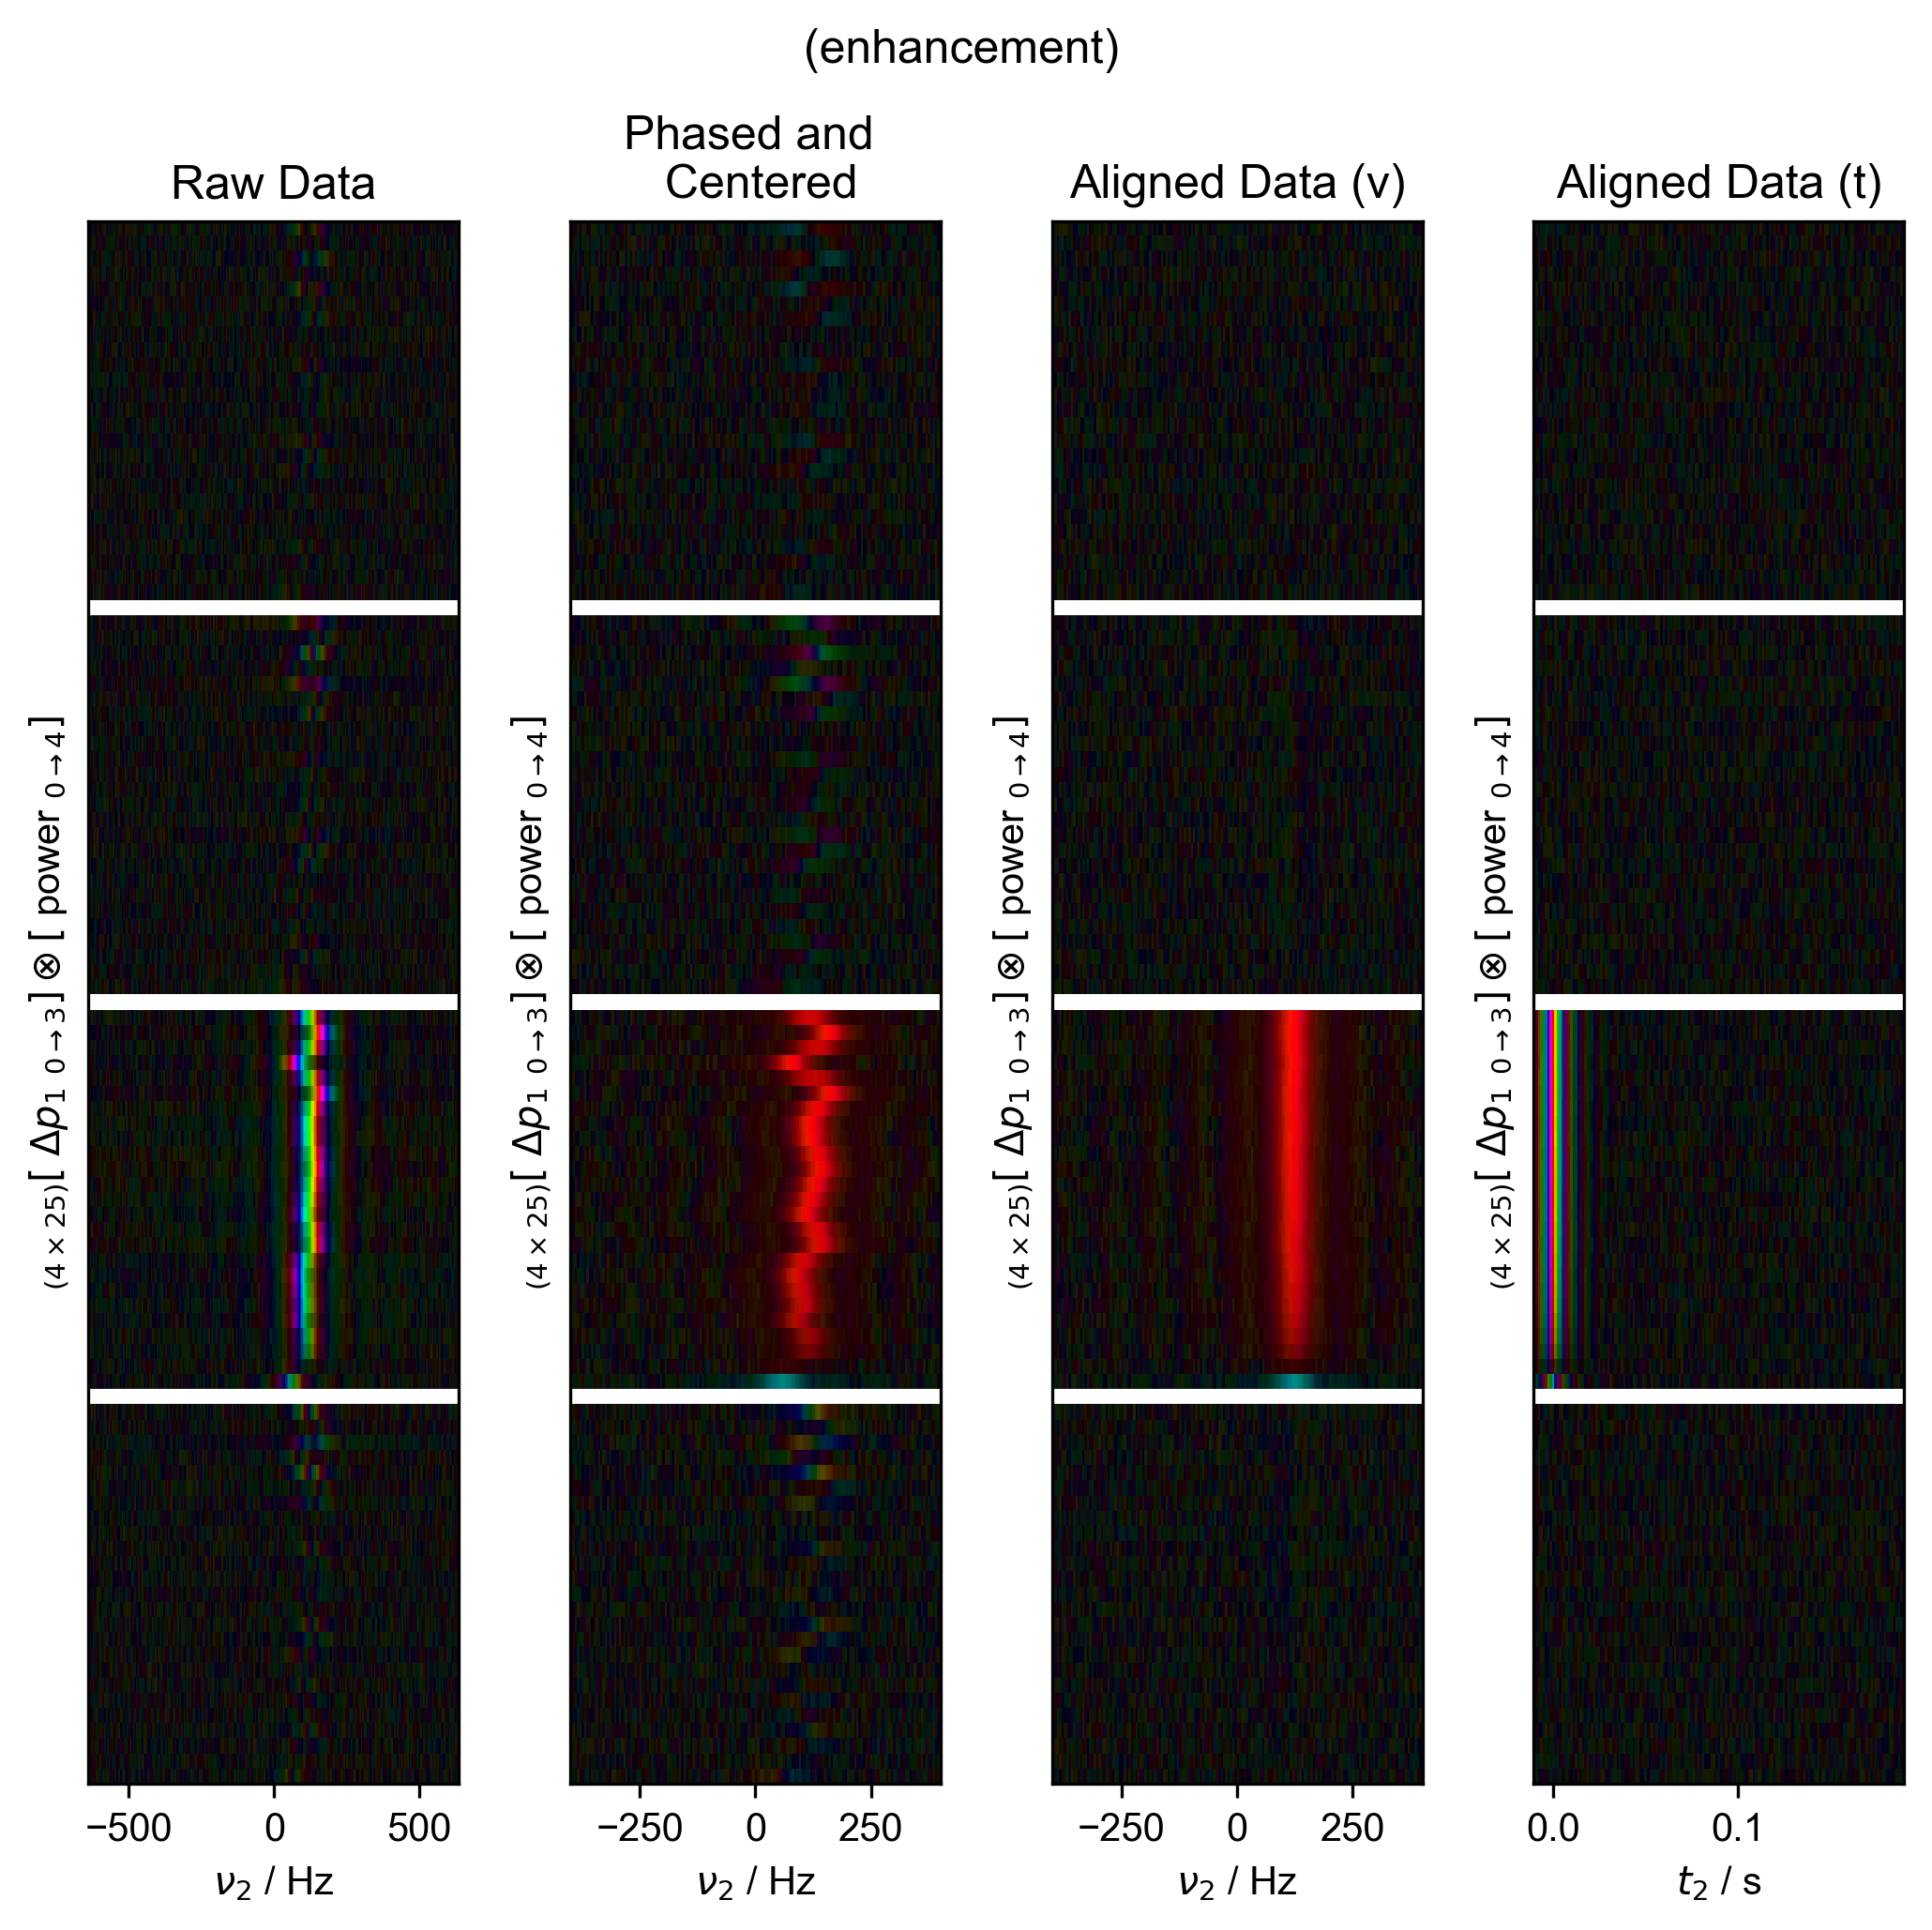 (enhancement)
Raw Data
Phased and
Centered
Aligned Data (v)
Aligned Data (t)
(4 × 25)[ Δp1 0→3] ⊗ [ power 0→4]
(4 × 25)[ Δp1 0→3] ⊗ [ power 0→4]
(4 × 25)[ Δp1 0→3] ⊗ [ power 0→4]
(4 × 25)[ Δp1 0→3] ⊗ [ power 0→4]
−500 0 500
−250 0 250
−250 0 250
0.0 0.1
ν2 / Hz
ν2 / Hz
ν2 / Hz
t2 / s